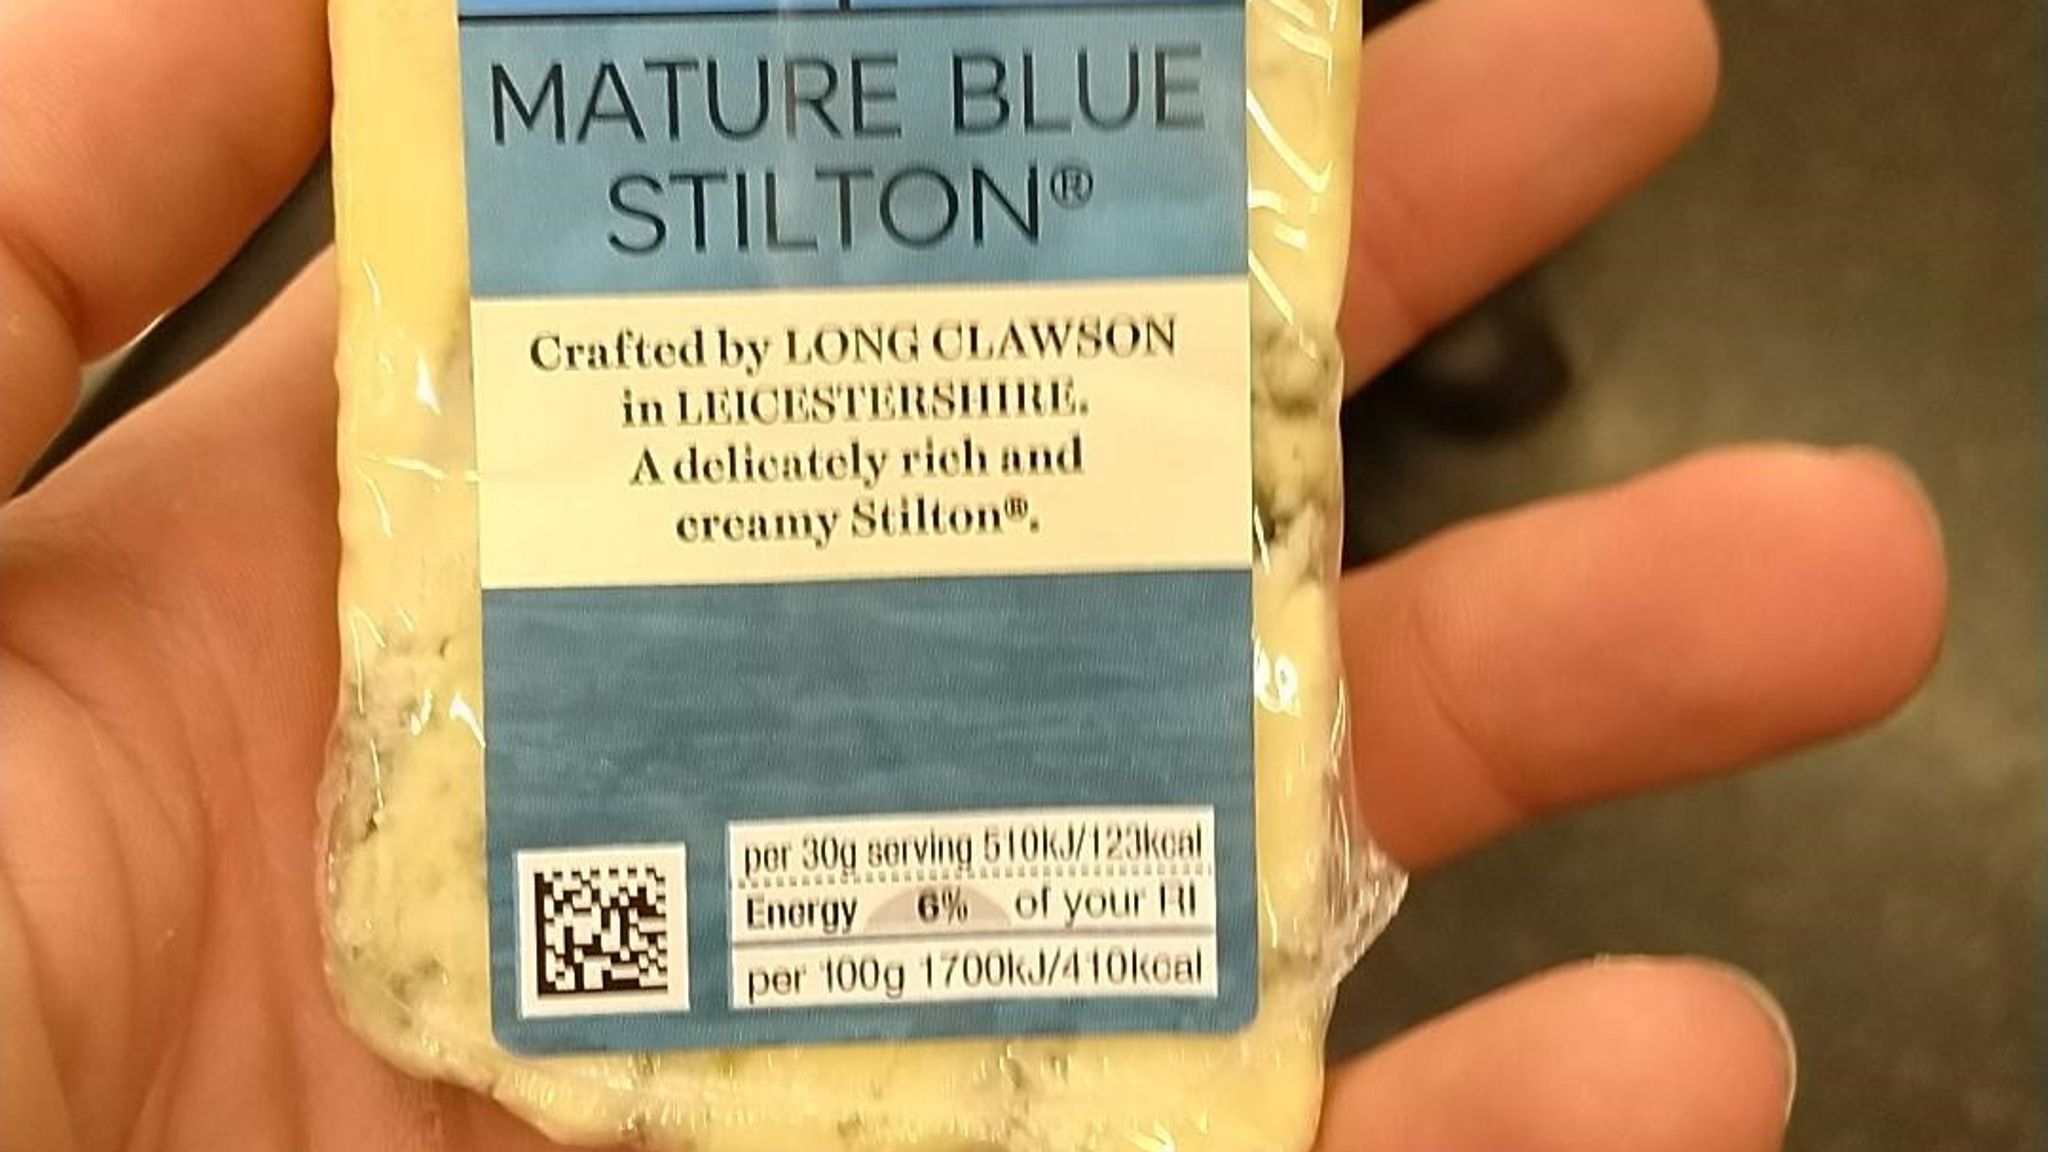 MATURE BLUE
STILTON®
Crafted by LONG CLAWSON
in LEICESTERSHIRE.
A delicately rich and
creamy Stilton®.
per 30g serving 510kJ/123kcal
Energy 6% of your RI
per 100g 1700kJ/410kcal